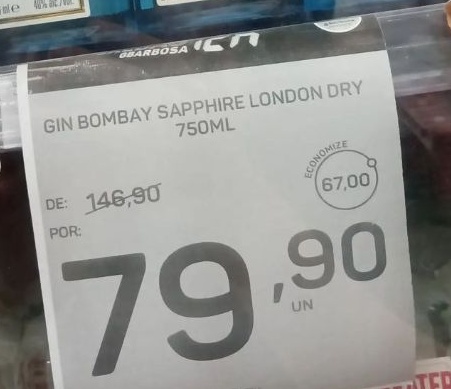 GBARBOSA
GIN BOMBAY SAPPHIRE LONDON DRY
750ML
ECONOMIZE
67,00
DE: 146,90
POR:
79,90
UN